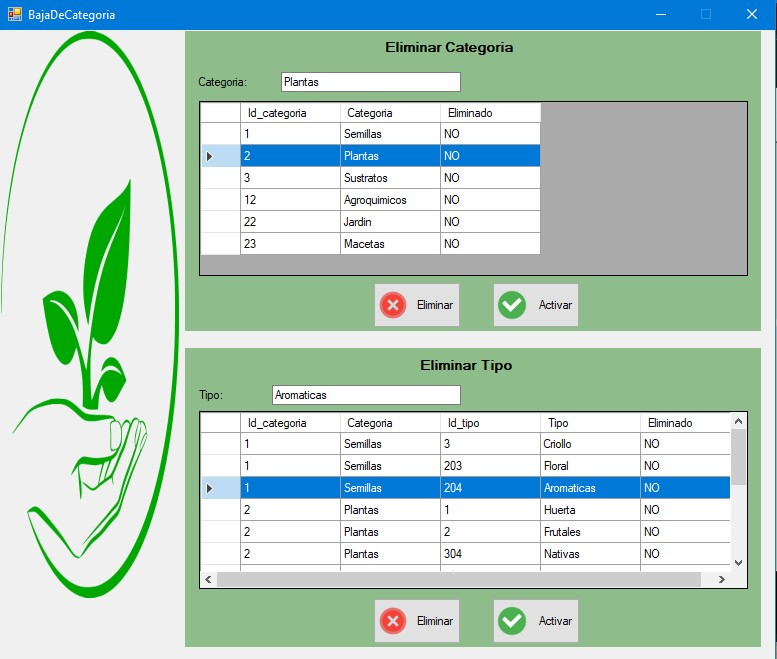 BajaDeCategoria
Eliminar Categoria
Categoria: Plantas
Id_categoria Categoria Eliminado
1 Semillas NO
2 Plantas NO
3 Sustratos NO
12 Agroquimicos NO
22 Jardin NO
23 Macetas NO
Eliminar Activar
Eliminar Tipo
Tipo: Aromaticas
Id_categoria Categoria Id_tipo Tipo Eliminado
1 Semillas 3 Criollo NO
1 Semillas 203 Floral NO
1 Semillas 204 Aromaticas NO
2 Plantas 1 Huerta NO
2 Plantas 2 Frutales NO
2 Plantas 304 Nativas NO
Eliminar Activar